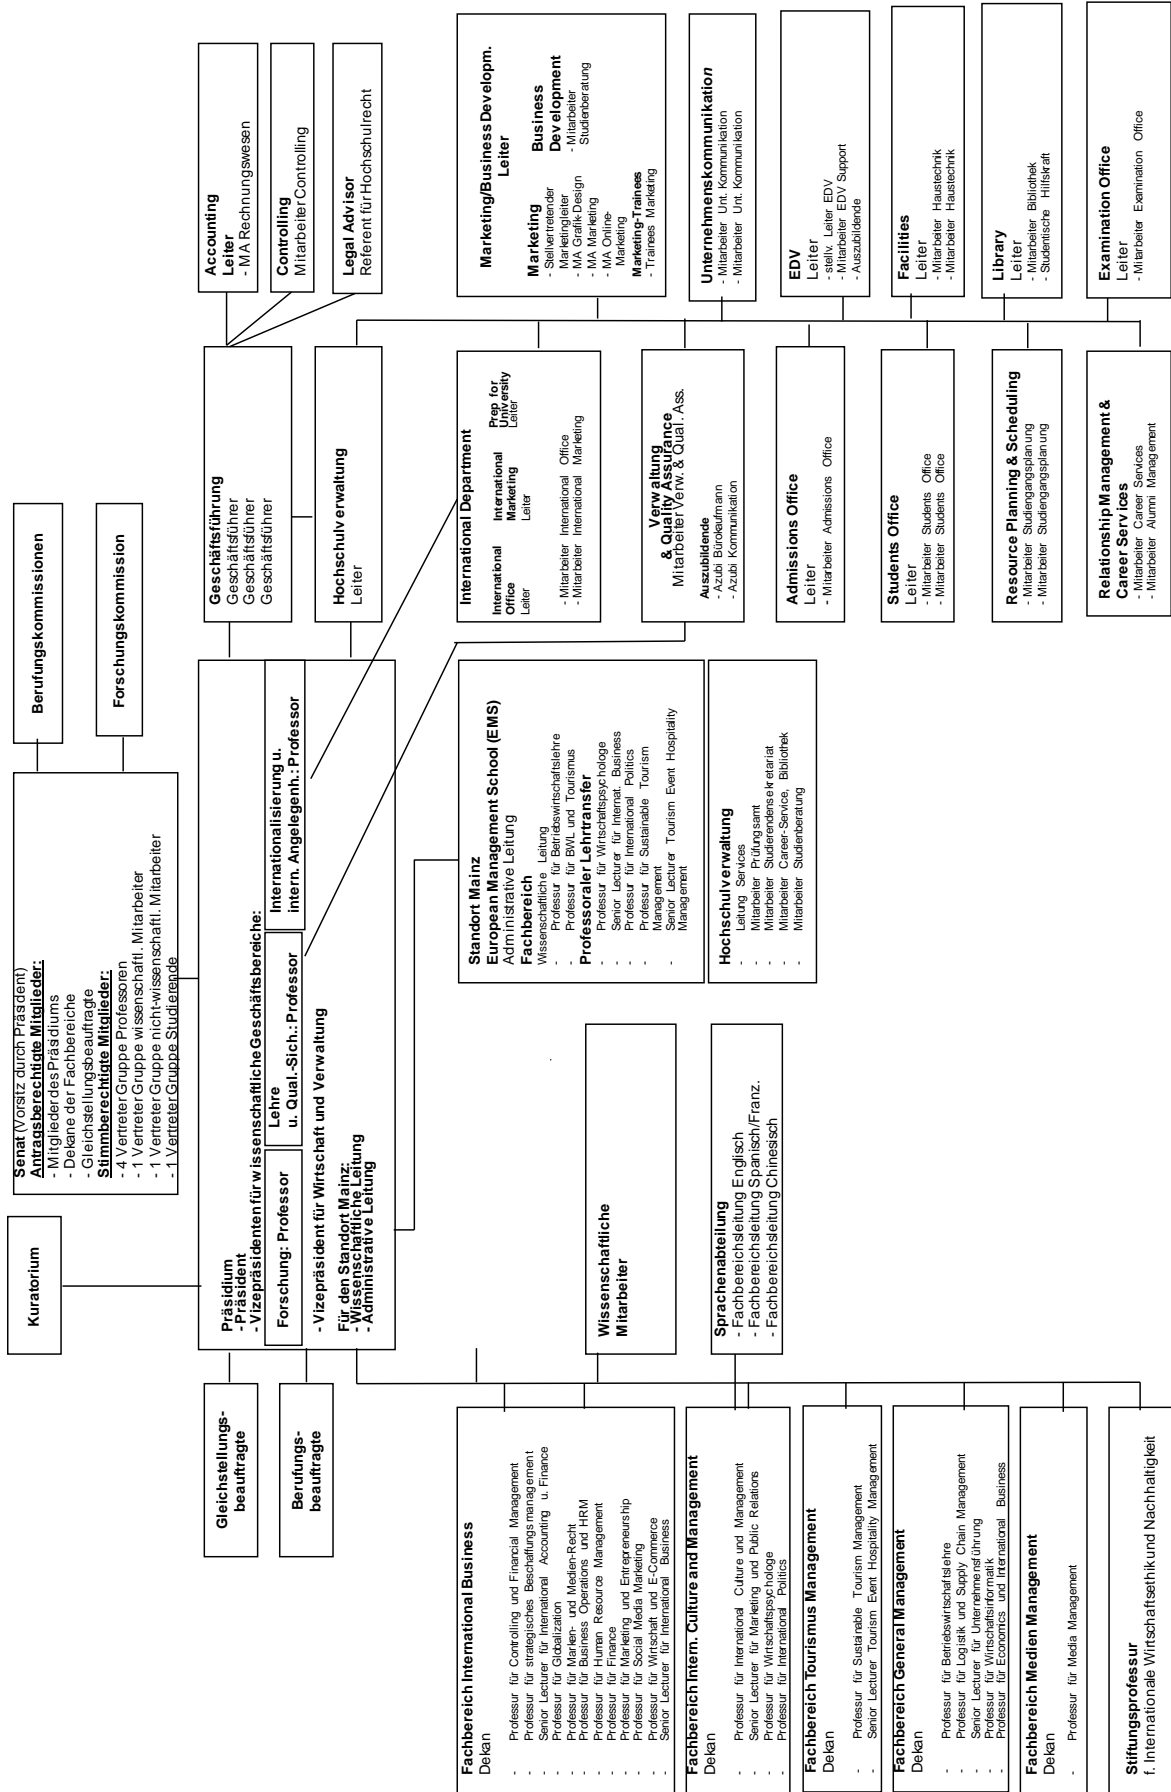 Kuratorium
Senat (Vorsitz durch Präsident)
Antragsberechtigte Mitglieder:
- Mitglieder des Präsidiums
- Dekane der Fachbereiche
- Gleichstellungsbeauftragte
Stimmberechtigte Mitglieder:
- 4 Vertreter Gruppe Professoren
- 1 Vertreter Gruppe wissenschaftl. Mitarbeiter
- 1 Vertreter Gruppe nicht-wissenschaftl. Mitarbeiter
- 1 Vertreter Gruppe Studierende
Berufungskommissionen
Forschungskommission
Gleichstellungs-
beauftragte
Berufungs-
beauftragte
Präsidium
- Präsident
- Vizepräsidenten für wissenschaftliche Geschäftsbereiche:
Forschung: Professor
Lehre
u. Qual.-Sich.: Professor
Internationalisierung u.
intern. Angelegenh.: Professor
- Vizepräsident für Wirtschaft und Verwaltung
Für den Standort Mainz:
- Wissenschaftliche Leitung
- Administrative Leitung
Geschäftsführung
Geschäftsführer
Geschäftsführer
Geschäftsführer
Hochschulverwaltung
Leiter
Accounting
Leiter
- MA Rechnungswesen
Controlling
Mitarbeiter Controlling
Legal Advisor
Referent für Hochschulrecht
Fachbereich International Business
Dekan
- Professur für Controlling und Financial Management
- Professur für strategisches Beschaffungsmanagement
- Senior Lecturer für International Accounting u. Finance
- Professur für Globalization
- Professur für Marken- und Medien-Recht
- Professur für Business Operations und HRM
- Professur für Human Resource Management
- Professur für Finance
- Professur für Marketing und Entrepreneurship
- Professur für Social Media Marketing
- Professur für Wirtschaft und E-Commerce
- Senior Lecturer für International Business
Fachbereich Intern. Culture and Management
Dekan
- Professur für International Culture und Management
- Senior Lecturer für Marketing und Public Relations
- Professur für Wirtschaftspsychologe
- Professur für International Politics
Fachbereich Tourismus Management
Dekan
- Professur für Sustainable Tourism Management
- Senior Lecturer Tourism Event Hospitality Management
Fachbereich General Management
Dekan
- Professur für Betriebswirtschaftslehre
- Professur für Logistik und Supply Chain Management
- Senior Lecturer für Unternehmensführung
- Professur für Wirtschaftsinformatik
- Professur für Economics und International Business
Fachbereich Medien Management
Dekan
- Professur für Media Management
Stiftungsprofessur
f. Internationale Wirtschaftsethik und Nachhaltigkeit
Wissenschaftliche
Mitarbeiter
Sprachenabteilung
- Fachbereichsleitung Englisch
- Fachbereichsleitung Spanisch/Franz.
- Fachbereichsleitung Chinesisch
Standort Mainz
European Management School (EMS)
Administrative Leitung
Fachbereich
Wissenschaftliche Leitung
- Professur für Betriebswirtschaftslehre
- Professur für BWL und Tourismus
Professoraler Lehrtransfer
- Professur für Wirtschaftspsychologe
- Senior Lecturer für Internat. Business
- Professur für International Politics
- Professur für Sustainable Tourism
Management
- Senior Lecturer Tourism Event Hospitality
Management
Hochschulverwaltung
- Leitung Services
- Mitarbeiter Prüfungsamt
- Mitarbeiter Studierendensekretariat
- Mitarbeiter Career-Service, Bibliothek
- Mitarbeiter Studienberatung
International Department
International
Office
Leiter
International
Marketing
Leiter
Prep for
University
Leiter
- Mitarbeiter International Office
- Mitarbeiter International Marketing
Verwaltung
& Quality Assurance
Mitarbeiter Verw. & Qual. Ass.
Auszubildende
- Azubi Bürokaufmann
- Azubi Kommunikation
Admissions Office
Leiter
- Mitarbeiter Admissions Office
Students Office
Leiter
- Mitarbeiter Students Office
- Mitarbeiter Students Office
Resource Planning & Scheduling
- Mitarbeiter Studiengangsplanung
- Mitarbeiter Studiengangsplanung
Relationship Management &
Career Services
- Mitarbeiter Career Services
- Mitarbeiter Alumni Management
Marketing/Business Developm.
Leiter
Marketing
- Stellvertretender
Marketingleiter
- MA Grafik-Design
- MA Marketing
- MA Online-
Marketing
Marketing-Trainees
- Trainees Marketing
Business
Development
- Mitarbeiter
Studienberatung
Unternehmenskommunikation
- Mitarbeiter Unt. Kommunikation
- Mitarbeiter Unt. Kommunikation
EDV
Leiter
- stellv. Leiter EDV
- Mitarbeiter EDV Support
- Auszubildende
Facilities
Leiter
- Mitarbeiter Haustechnik
- Mitarbeiter Haustechnik
Library
Leiter
- Mitarbeiter Bibliothek
- Studentische Hilfskraft
Examination Office
Leiter
- Mitarbeiter Examination Office